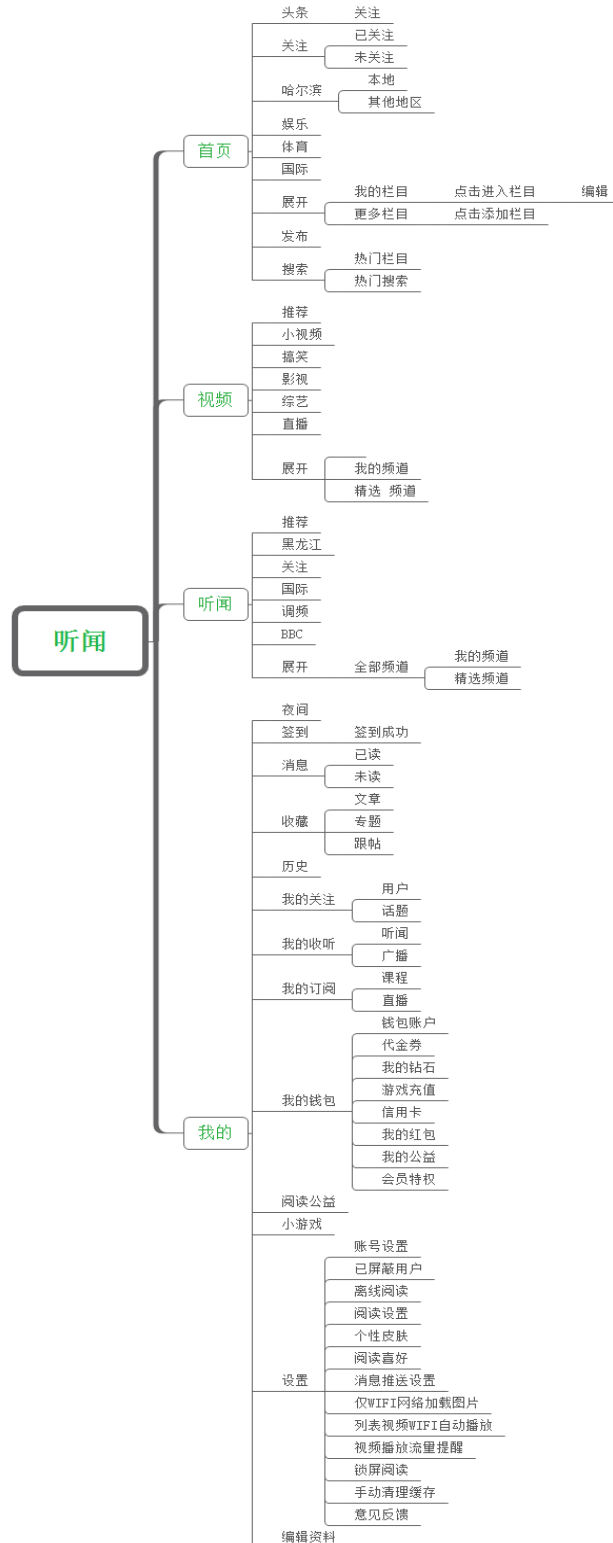 头条 关注
关注
已关注
未关注
哈尔滨
本地
其他地区
首页
娱乐
体育
国际
展开
我的栏目 点击进入栏目 编辑
更多栏目 点击添加栏目
发布
搜索
热门栏目
热门搜索
推荐
小视频
搞笑
影视
视频
综艺
直播
展开
我的频道
精选 频道
推荐
黑龙江
关注
国际
听闻
调频
BBC
展开 全部频道
我的频道
精选频道
听闻
夜间
签到 签到成功
消息
已读
未读
收藏
文章
专题
跟帖
历史
我的关注
用户
话题
我的收听
听闻
广播
我的订阅
课程
直播
我的钱包
钱包账户
代金券
我的钻石
游戏充值
信用卡
我的红包
我的公益
会员特权
我的
阅读公益
小游戏
设置
账号设置
已屏蔽用户
离线阅读
阅读设置
个性皮肤
阅读喜好
消息推送设置
仅WIFI网络加载图片
列表视频WIFI自动播放
视频播放流量提醒
锁屏阅读
手动清理缓存
意见反馈
编辑资料